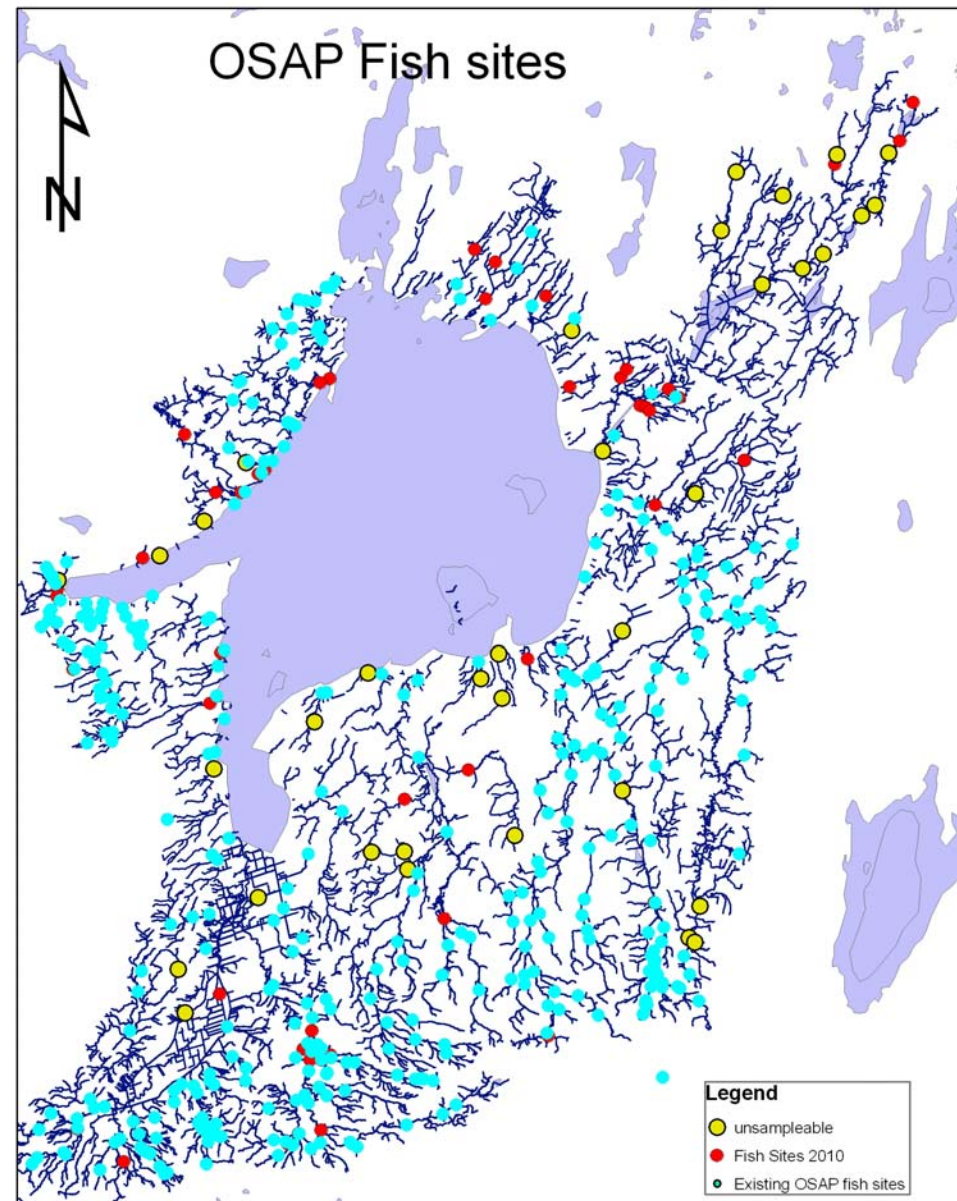 OSAP Fish sites
N
Legend
unsampleable
Fish Sites 2010
Existing OSAP fish sites